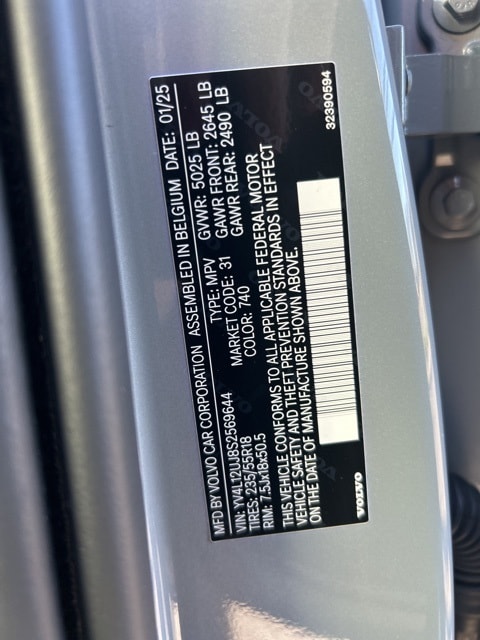 MFD BY VOLVO CAR CORPORATION ASSEMBLED IN BELGIUM DATE: 01/25
VIN: YV4L12UJ8S2569644 TYPE: MPV GVWR: 5025 LB
TIRES: 235/55R18 MARKET CODE: 31 GAWR FRONT: 2645 LB
RIM: 7.5Jx18x50.5 COLOR: 740 GAWR REAR: 2490 LB
THIS VEHICLE CONFORMS TO ALL APPLICABLE FEDERAL MOTOR
VEHICLE SAFETY AND THEFT PREVENTION STANDARDS IN EFFECT
ON THE DATE OF MANUFACTURE SHOWN ABOVE.
VOLVO
32390594